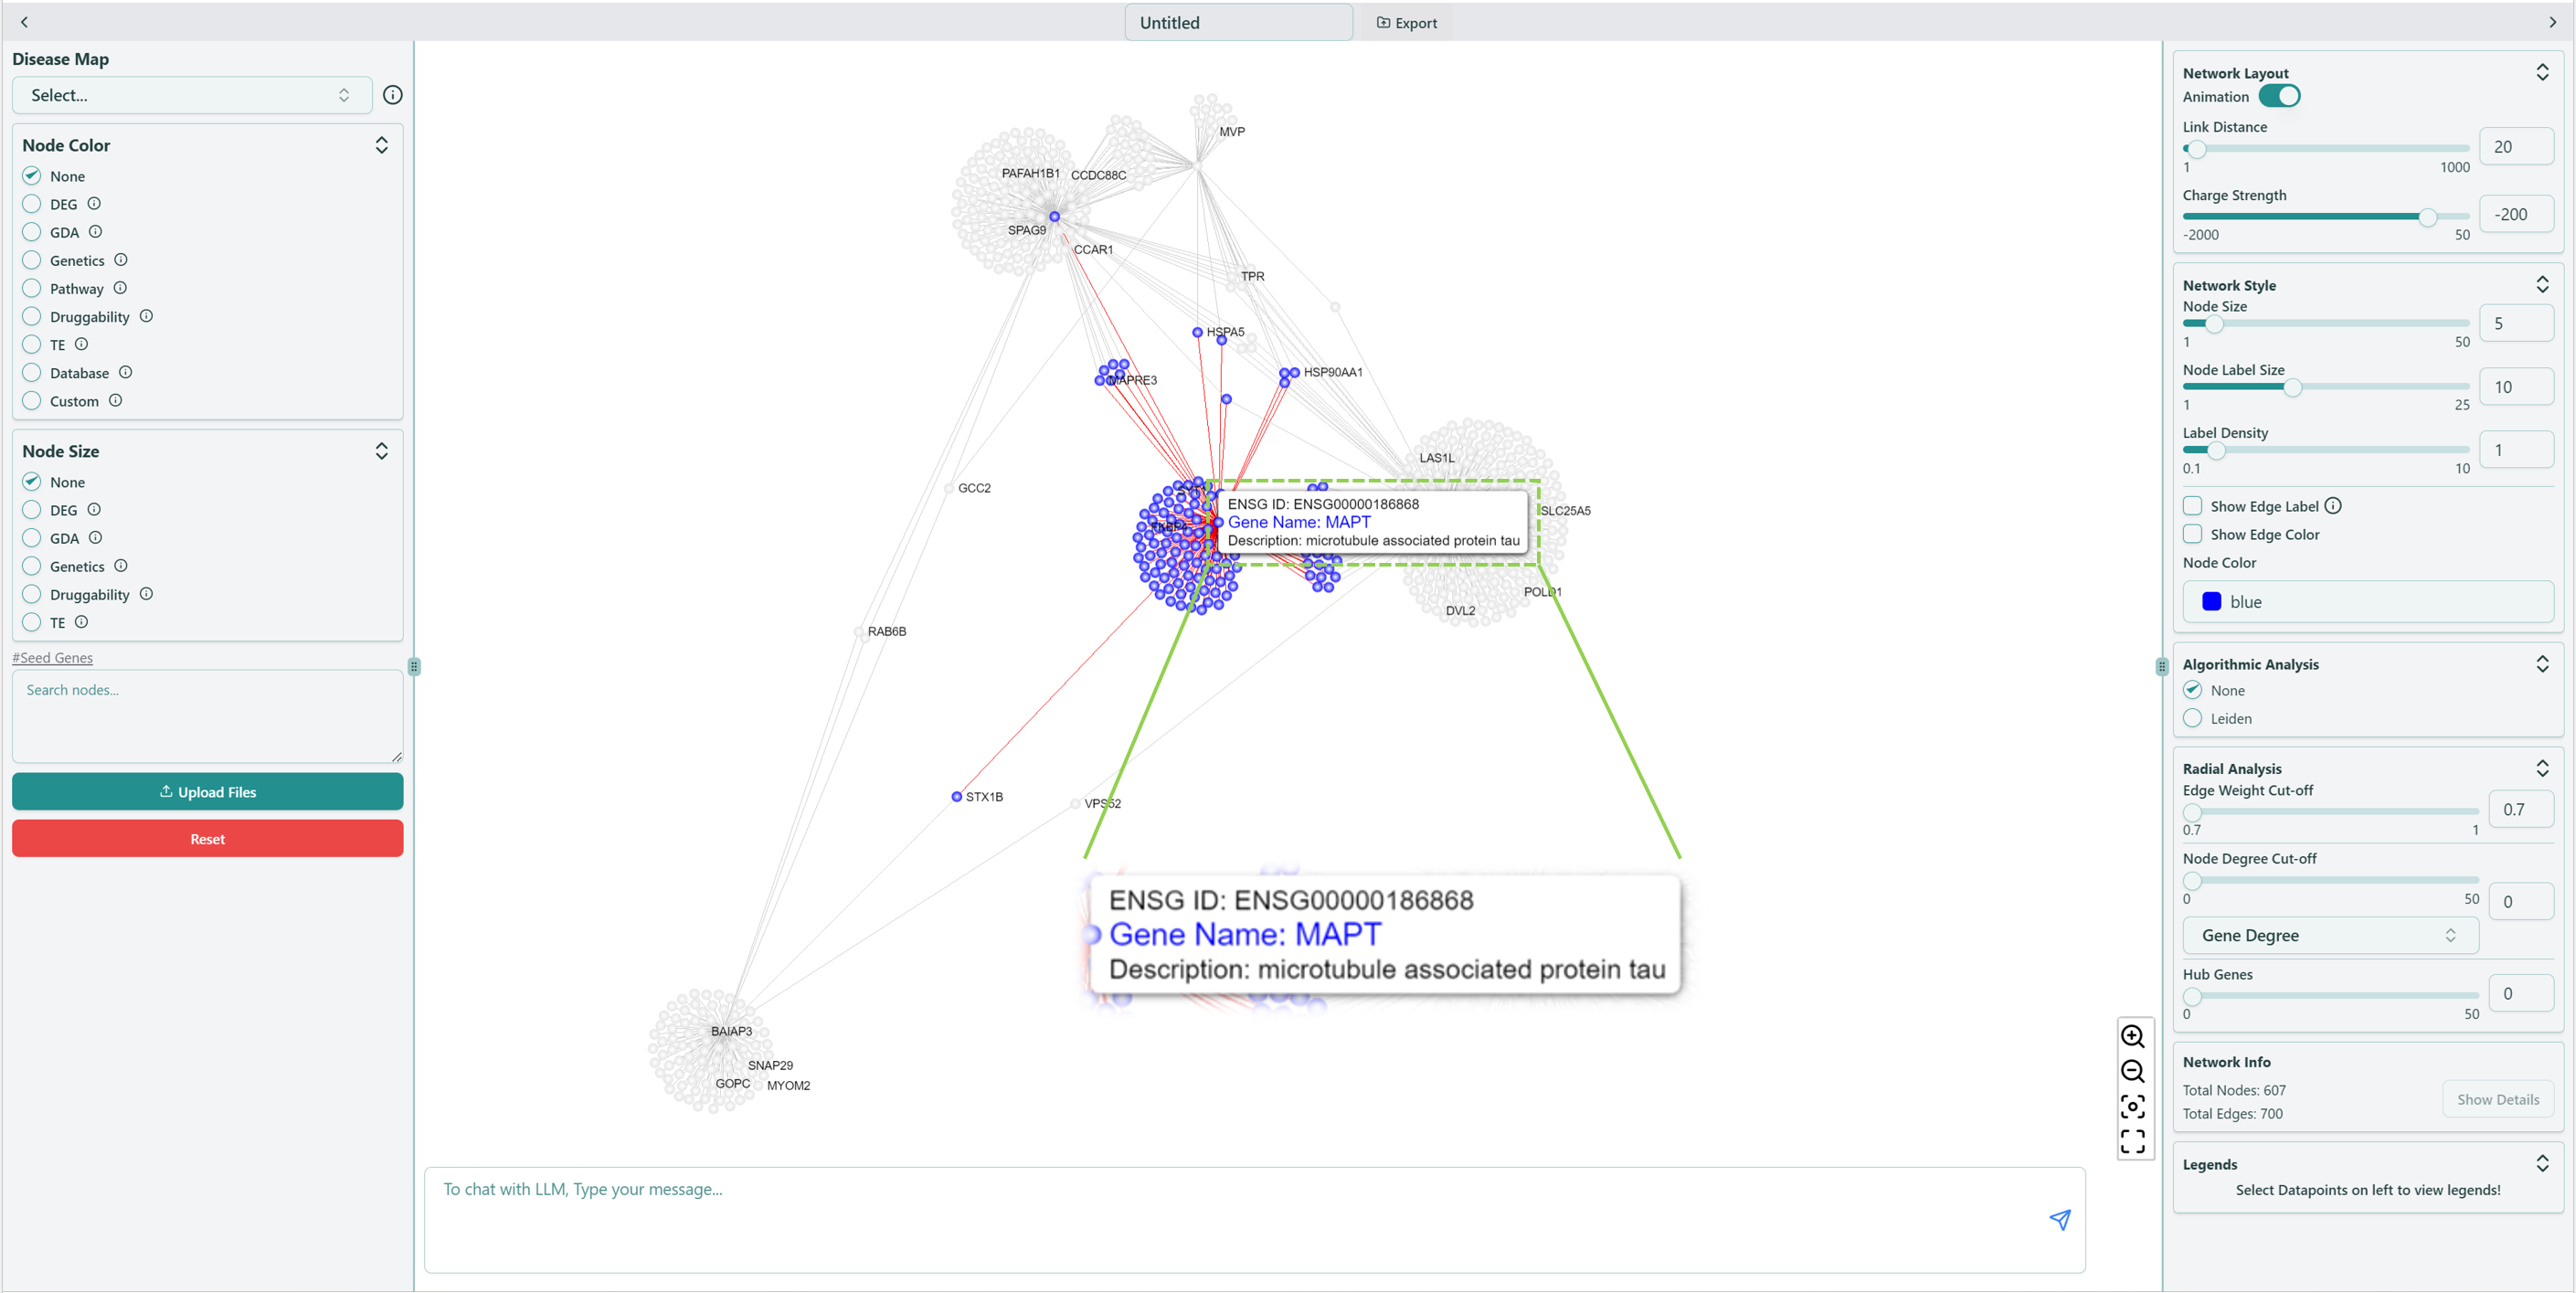 Untitled
Export
Disease Map
Select...
Node Color
None
DEG
GDA
Genetics
Pathway
Druggability
TE
Database
Custom
Node Size
None
DEG
GDA
Genetics
Druggability
TE
#Seed Genes
Search nodes...
Upload Files
Reset
MVP
PAFAH1B1
CCDC88C
SPAG9
CCAR1
TPR
HSPA5
MAPRE3
HSP90AA1
LAS1L
GCC2
SLC25A5
ENSG ID: ENSG00000186868
Gene Name: MAPT
Description: microtubule associated protein tau
POLD1
DVL2
RAB6B
STX1B
VPS52
ENSG ID: ENSG00000186868
Gene Name: MAPT
Description: microtubule associated protein tau
BAIAP3
SNAP29
GOPC
MYOM2
To chat with LLM, Type your message...
Network Layout
Animation
Link Distance
20
1 1000
Charge Strength
-200
-2000 50
Network Style
Node Size
5
1 50
Node Label Size
10
1 25
Label Density
1
0.1 10
Show Edge Label
Show Edge Color
Node Color
blue
Algorithmic Analysis
None
Leiden
Radial Analysis
Edge Weight Cut-off
0.7
0.7 1
Node Degree Cut-off
0
0 50
Gene Degree
Hub Genes
0
0 50
Network Info
Total Nodes: 607
Total Edges: 700
Show Details
Legends
Select Datapoints on left to view legends!